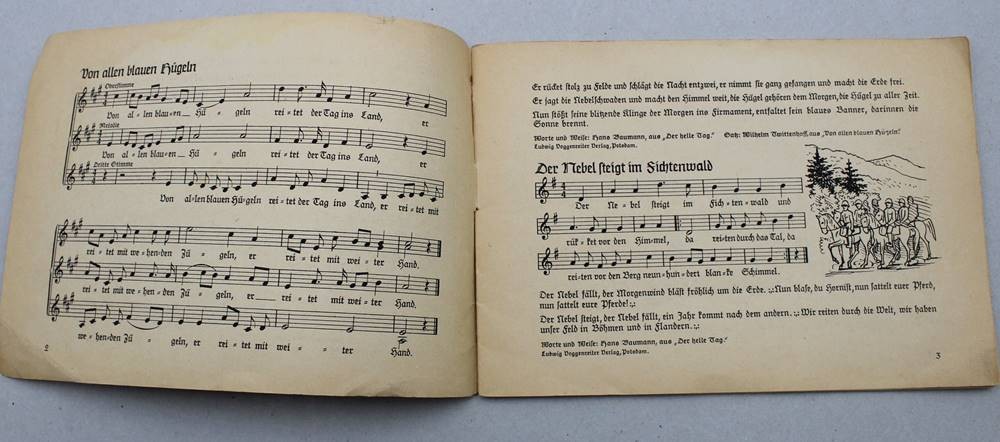 Von allen blauen Hügeln
Oberstimme
Von al=len blau=en Hü = geln rei=tet der Tag ins Land, er
Melodie
Von al=len blau=en Hü = geln rei=tet der Tag ins Land, er
Dritte Stimme
Von al=len blauen Hü=geln rei=tet der Tag ins Land, er rei=tet mit
rei=tet mit we=hen=den Zü = geln, er rei=tet mit wei=ter Hand.
rei=tet mit we=hen=den Zü = geln, er rei=tet mit wei=ter Hand.
we=hen=den Zü = geln, er rei=tet mit wei = ter Hand.
2
Er rücket stolz zu Felde und schlägt die Nacht entzwei, er nimmt sie ganz gefangen und macht die Erde frei.
Er jagt die Nebelschwaden und macht den Himmel weit, die Hügel gehören dem Morgen, die Hügel zu aller Zeit.
Nun stößt seine blitzende Klinge der Morgen ins Firmament, entfaltet sein blaues Banner, darinnen die
Sonne brennt.
Worte und Weise: Hans Baumann, aus „Der helle Tag.“ Satz: Wilhelm Twittenhoff, aus „Von allen blauen Hügeln.“
Ludwig Voggenreiter Verlag, Potsdam.
Der Nebel steigt im Fichtenwald
Der Ne=bel steigt im Fich=ten=wald und
rük=ket vor den Him=mel, da rei=ten durch das Tal, da
rei=ten vor den Berg neun=hun=dert blan=ke Schimmel.
Der Nebel fällt, der Morgenwind bläst fröhlich um die Erde. :,: Nun blase, du Hornist, nun sattelt euer Pferd,
nun sattelt eure Pferde! :,:
Der Nebel steigt, der Nebel fällt, ein Jahr kommt nach dem andern. :,: Wir reiten durch die Welt, wir haben
unser Feld in Böhmen und in Flandern. :,:
Worte und Weise: Hans Baumann, aus „Der helle Tag.“
Ludwig Voggenreiter Verlag, Potsdam.
3